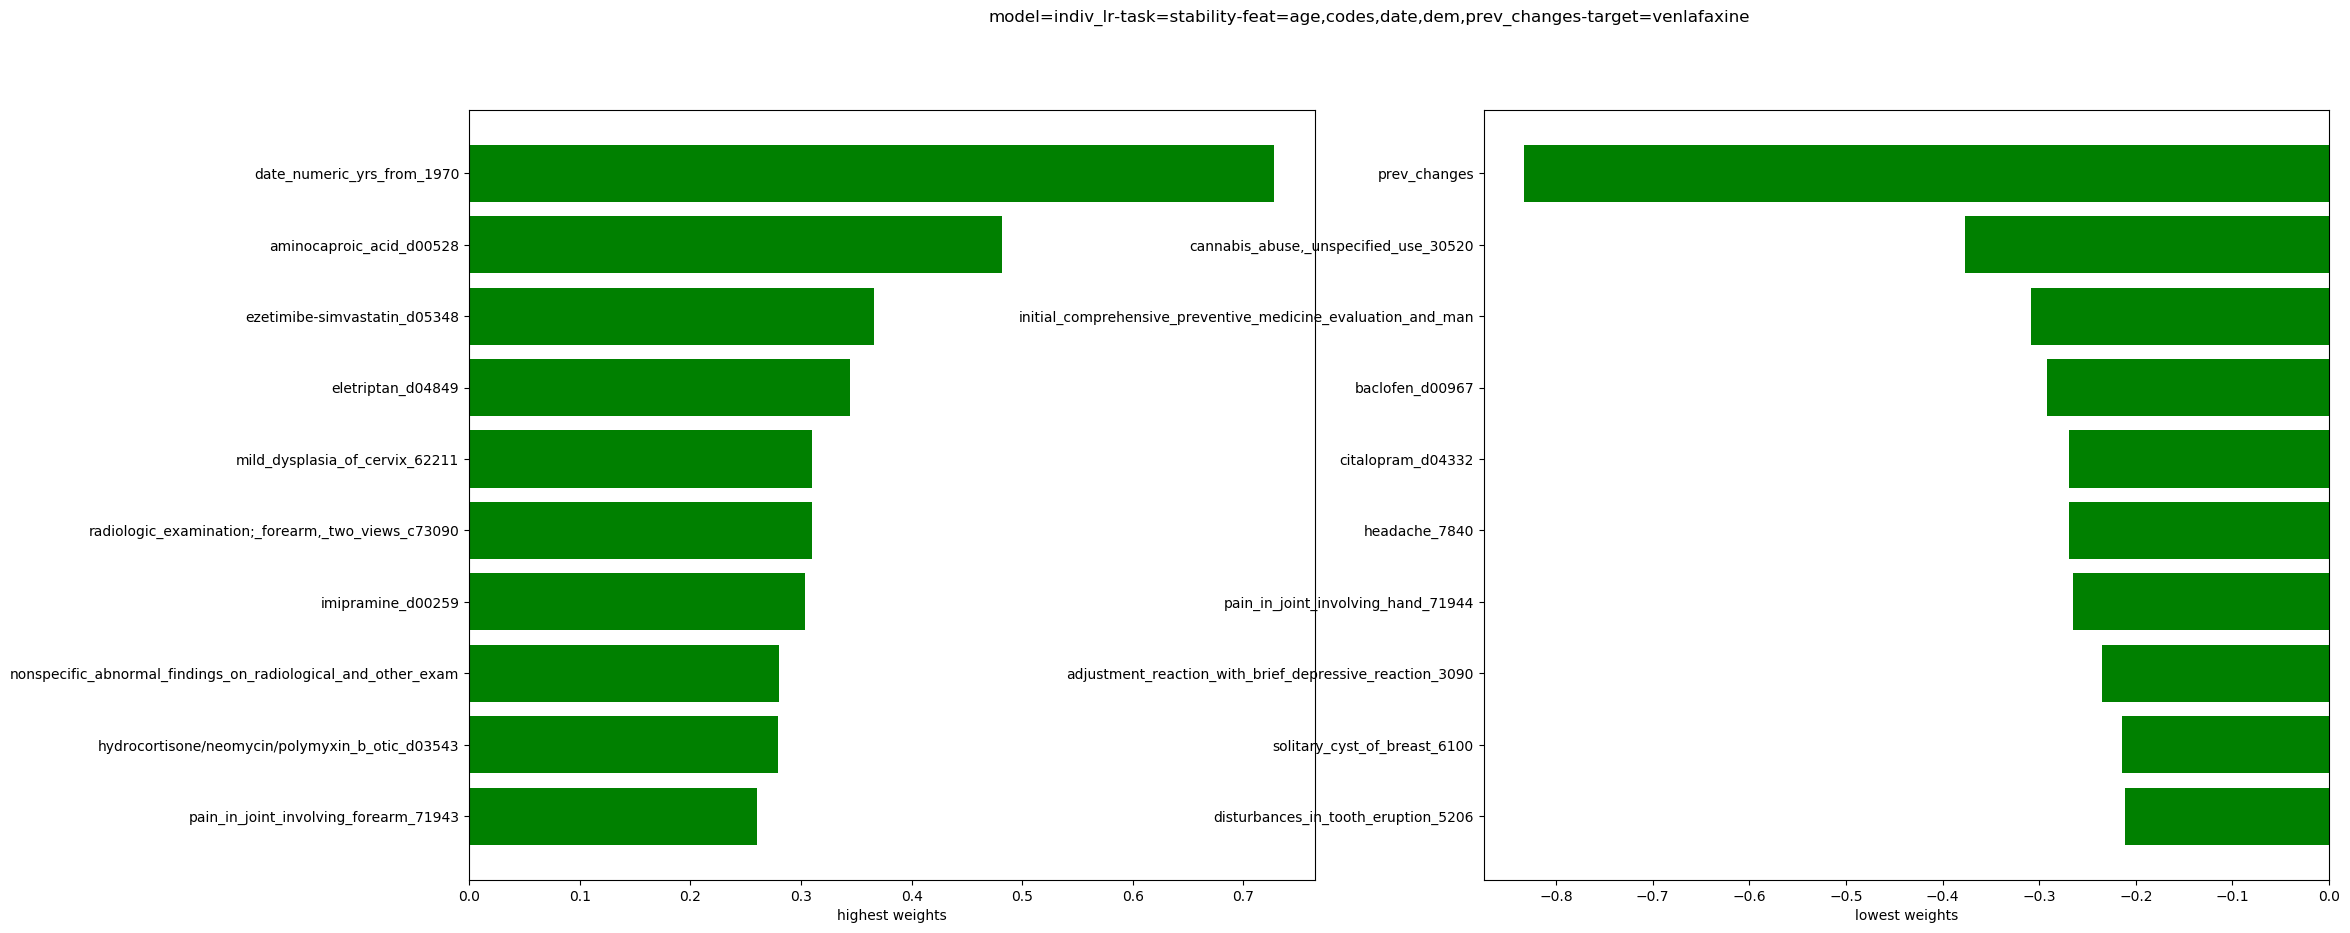 model=indiv_lr-task=stability-feat=age,codes,date,dem,prev_changes-target=venlafaxine
date_numeric_yrs_from_1970
aminocaproic_acid_d00528
ezetimibe-simvastatin_d05348
eletriptan_d04849
mild_dysplasia_of_cervix_62211
radiologic_examination;_forearm,_two_views_c73090
imipramine_d00259
nonspecific_abnormal_findings_on_radiological_and_other_exam
hydrocortisone/neomycin/polymyxin_b_otic_d03543
pain_in_joint_involving_forearm_71943
0.0 0.1 0.2 0.3 0.4 0.5 0.6 0.7
highest weights
prev_changes
cannabis_abuse,_unspecified_use_30520
initial_comprehensive_preventive_medicine_evaluation_and_man
baclofen_d00967
citalopram_d04332
headache_7840
pain_in_joint_involving_hand_71944
adjustment_reaction_with_brief_depressive_reaction_3090
solitary_cyst_of_breast_6100
disturbances_in_tooth_eruption_5206
−0.8 −0.7 −0.6 −0.5 −0.4 −0.3 −0.2 −0.1 0.0
lowest weights